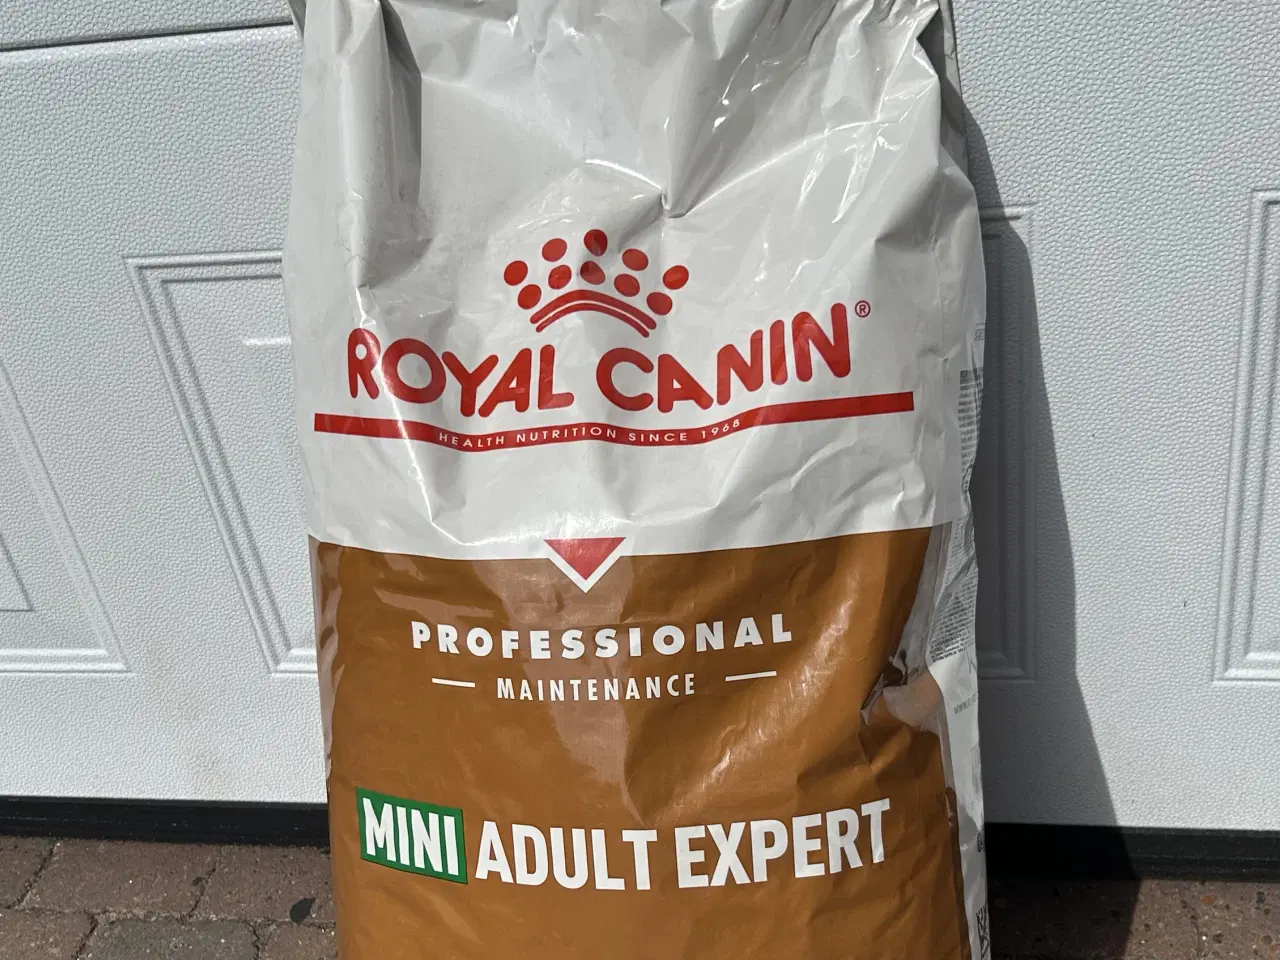 ROYAL CANIN®
HEALTH NUTRITION SINCE 1968
PROFESSIONAL
MAINTENANCE
MINI ADULT EXPERT